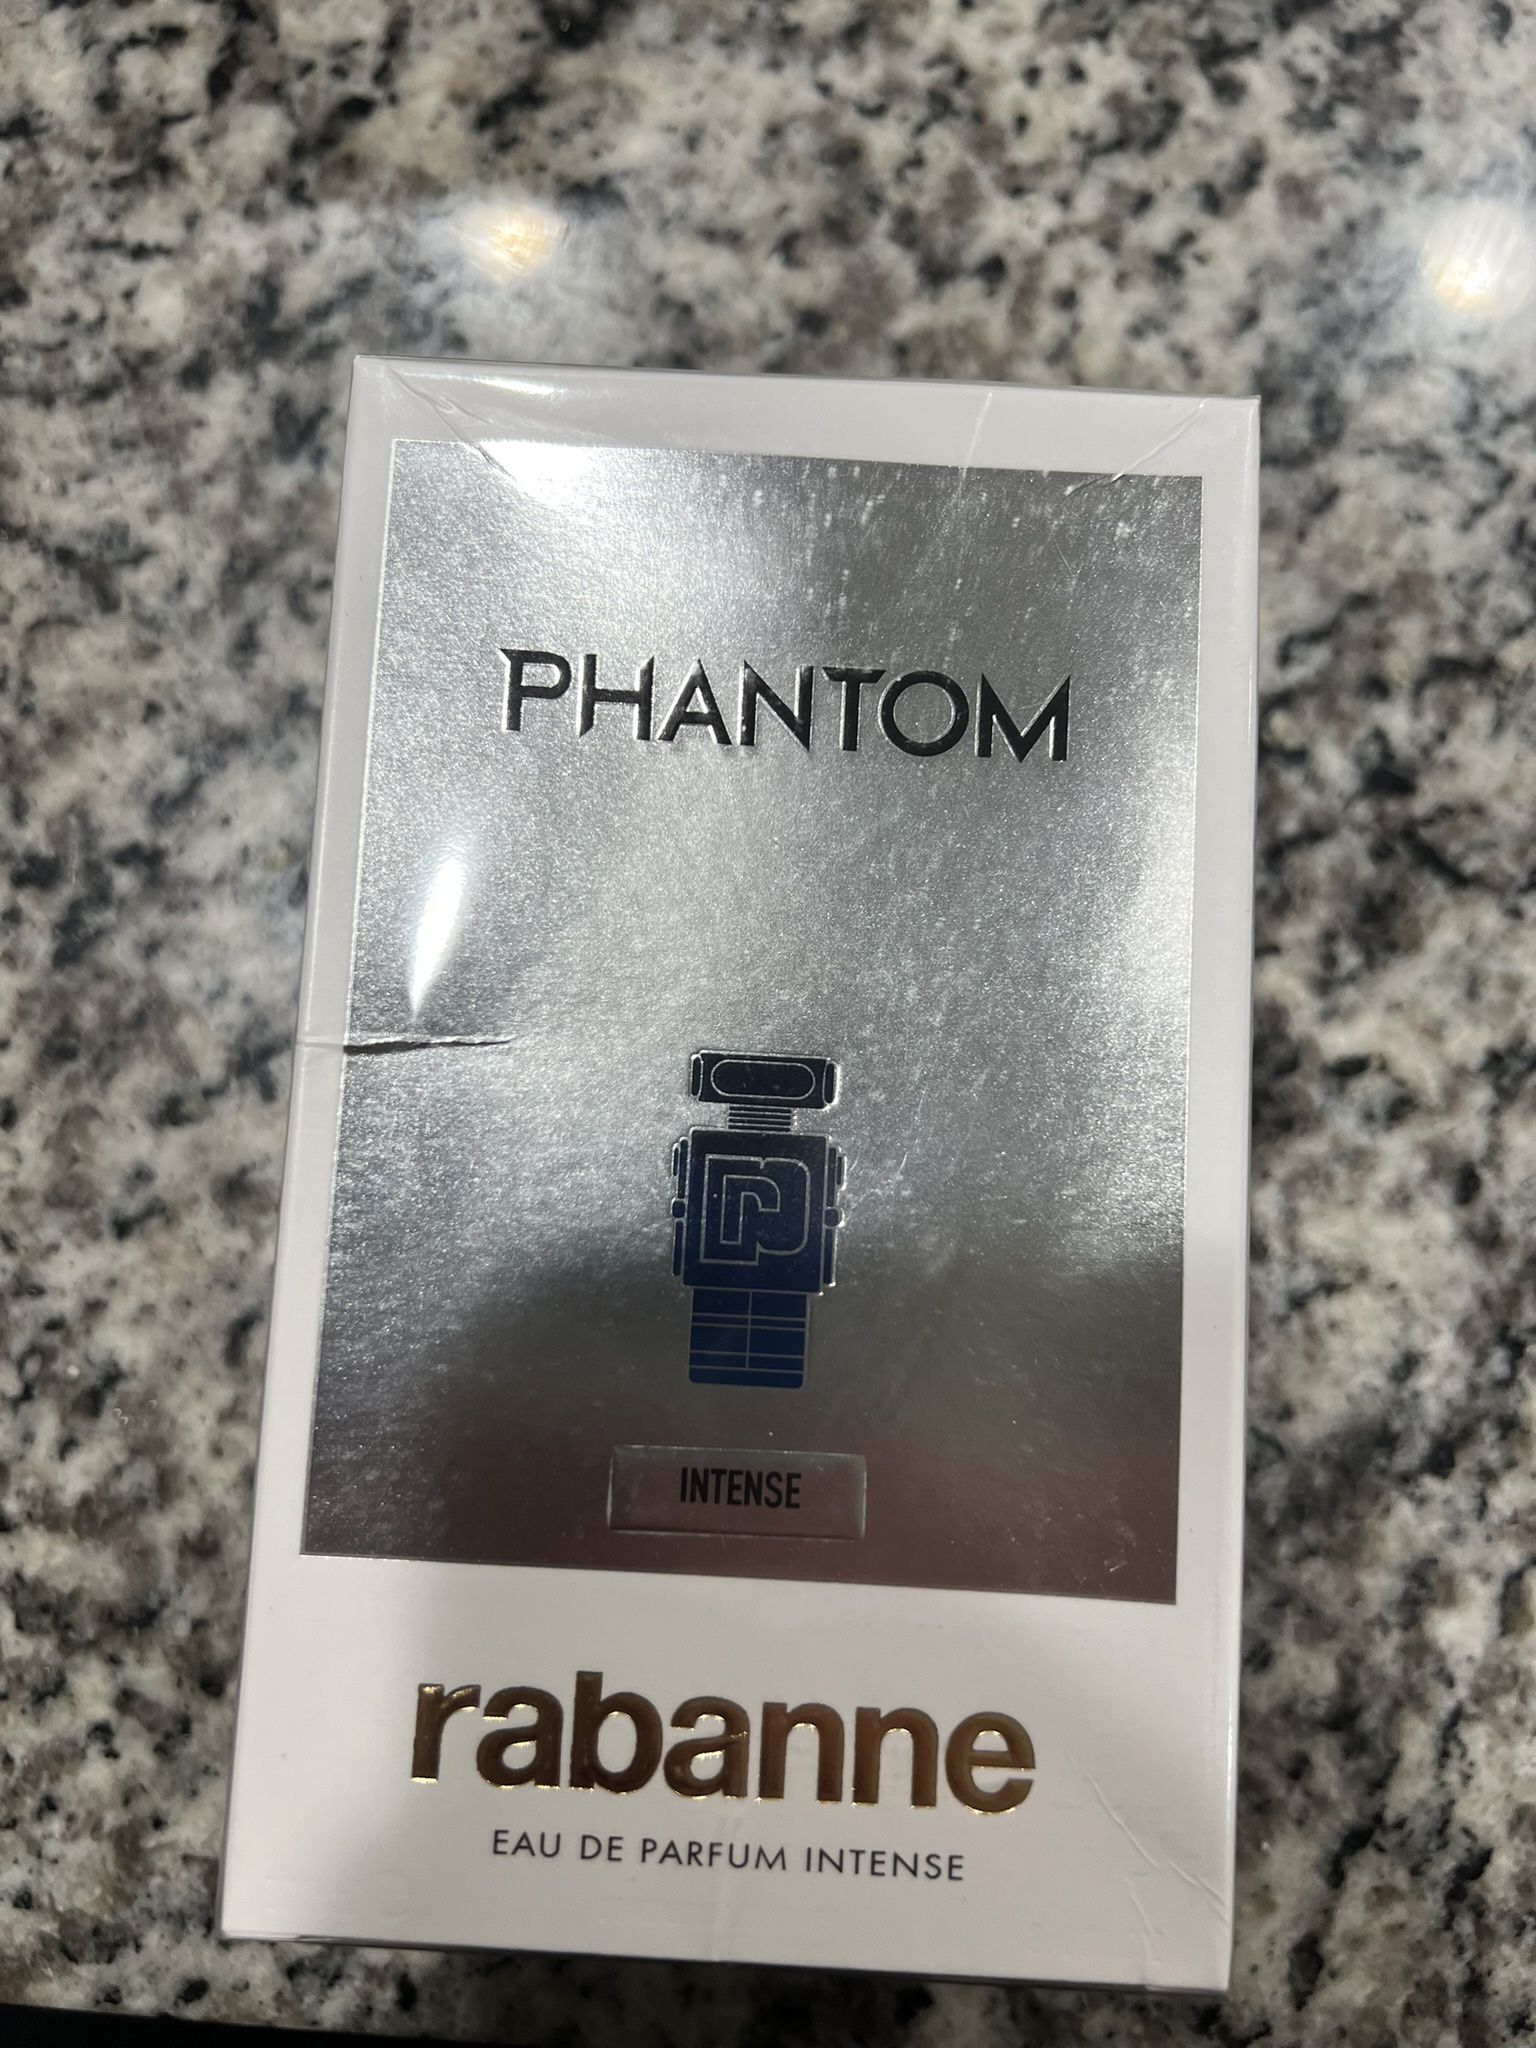 PHANTOM
INTENSE
rabanne
EAU DE PARFUM INTENSE